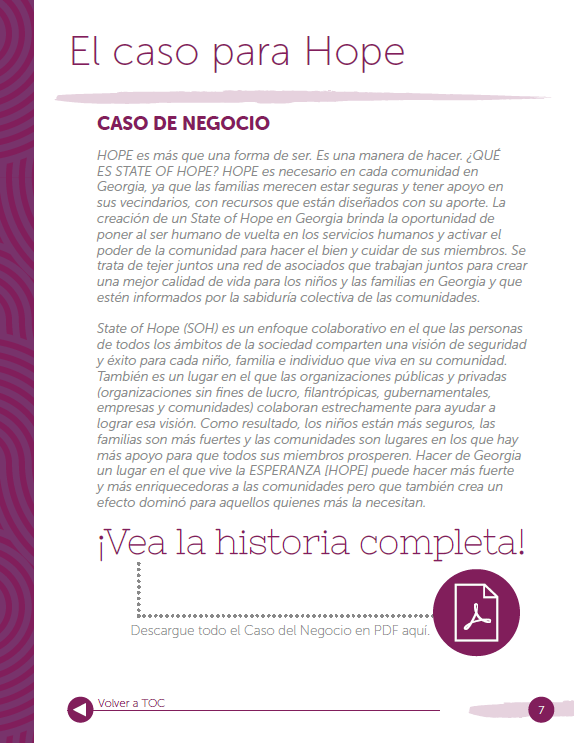 El caso para Hope
CASO DE NEGOCIO
HOPE es más que una forma de ser. Es una manera de hacer. ¿QUÉ
ES STATE OF HOPE? HOPE es necesario en cada comunidad en
Georgia, ya que las familias merecen estar seguras y tener apoyo en
sus vecindarios, con recursos que están diseñados con su aporte. La
creación de un State of Hope en Georgia brinda la oportunidad de
poner al ser humano de vuelta en los servicios humanos y activar el
poder de la comunidad para hacer el bien y cuidar de sus miembros. Se
trata de tejer juntos una red de asociados que trabajan juntos para crear
una mejor calidad de vida para los niños y las familias en Georgia y que
estén informados por la sabiduría colectiva de las comunidades.
State of Hope (SOH) es un enfoque colaborativo en el que las personas
de todos los ámbitos de la sociedad comparten una visión de seguridad
y éxito para cada niño, familia e individuo que viva en su comunidad.
También es un lugar en el que las organizaciones públicas y privadas
(organizaciones sin fines de lucro, filantrópicas, gubernamentales,
empresas y comunidades) colaboran estrechamente para ayudar a
lograr esa visión. Como resultado, los niños están más seguros, las
familias son más fuertes y las comunidades son lugares en los que hay
más apoyo para que todos sus miembros prosperen. Hacer de Georgia
un lugar en el que vive la ESPERANZA [HOPE] puede hacer más fuerte
y más enriquecedoras a las comunidades pero que también crea un
efecto dominó para aquellos quienes más la necesitan.
¡Vea la historia completa!
Descargue todo el Caso del Negocio en PDF aquí.
Volver a TOC
7